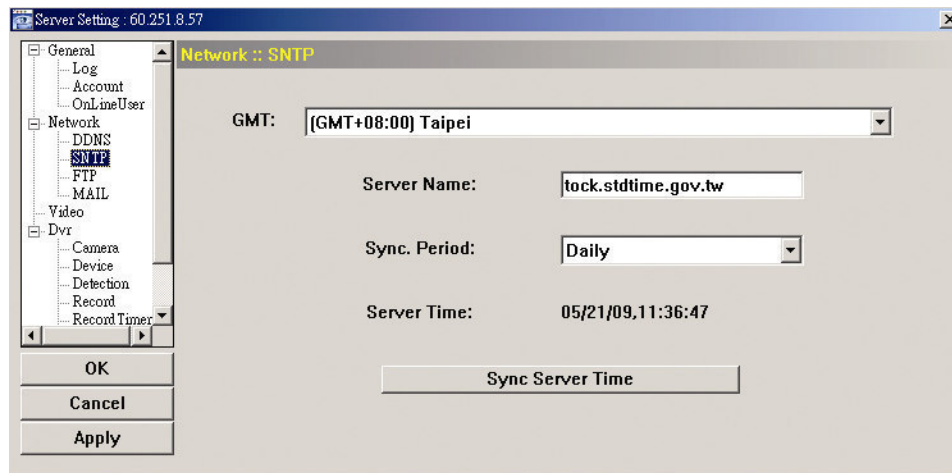 Server Setting : 60.251.8.57
General
Log
Account
OnLineUser
Network
DDNS
SNTP
FTP
MAIL
Video
Dvr
Camera
Device
Detection
Record
Record Timer
OK
Cancel
Apply
Network :: SNTP
GMT: (GMT+08:00) Taipei
Server Name: tock.stdtime.gov.tw
Sync. Period: Daily
Server Time: 05/21/09,11:36:47
Sync Server Time